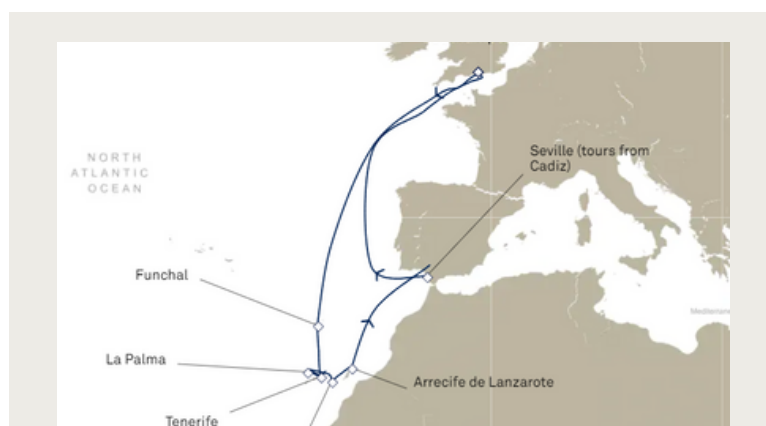 NORTH
ATLANTIC
OCEAN
Seville (tours from
Cadiz)
Funchal
La Palma
Arrecife de Lanzarote
Tenerife